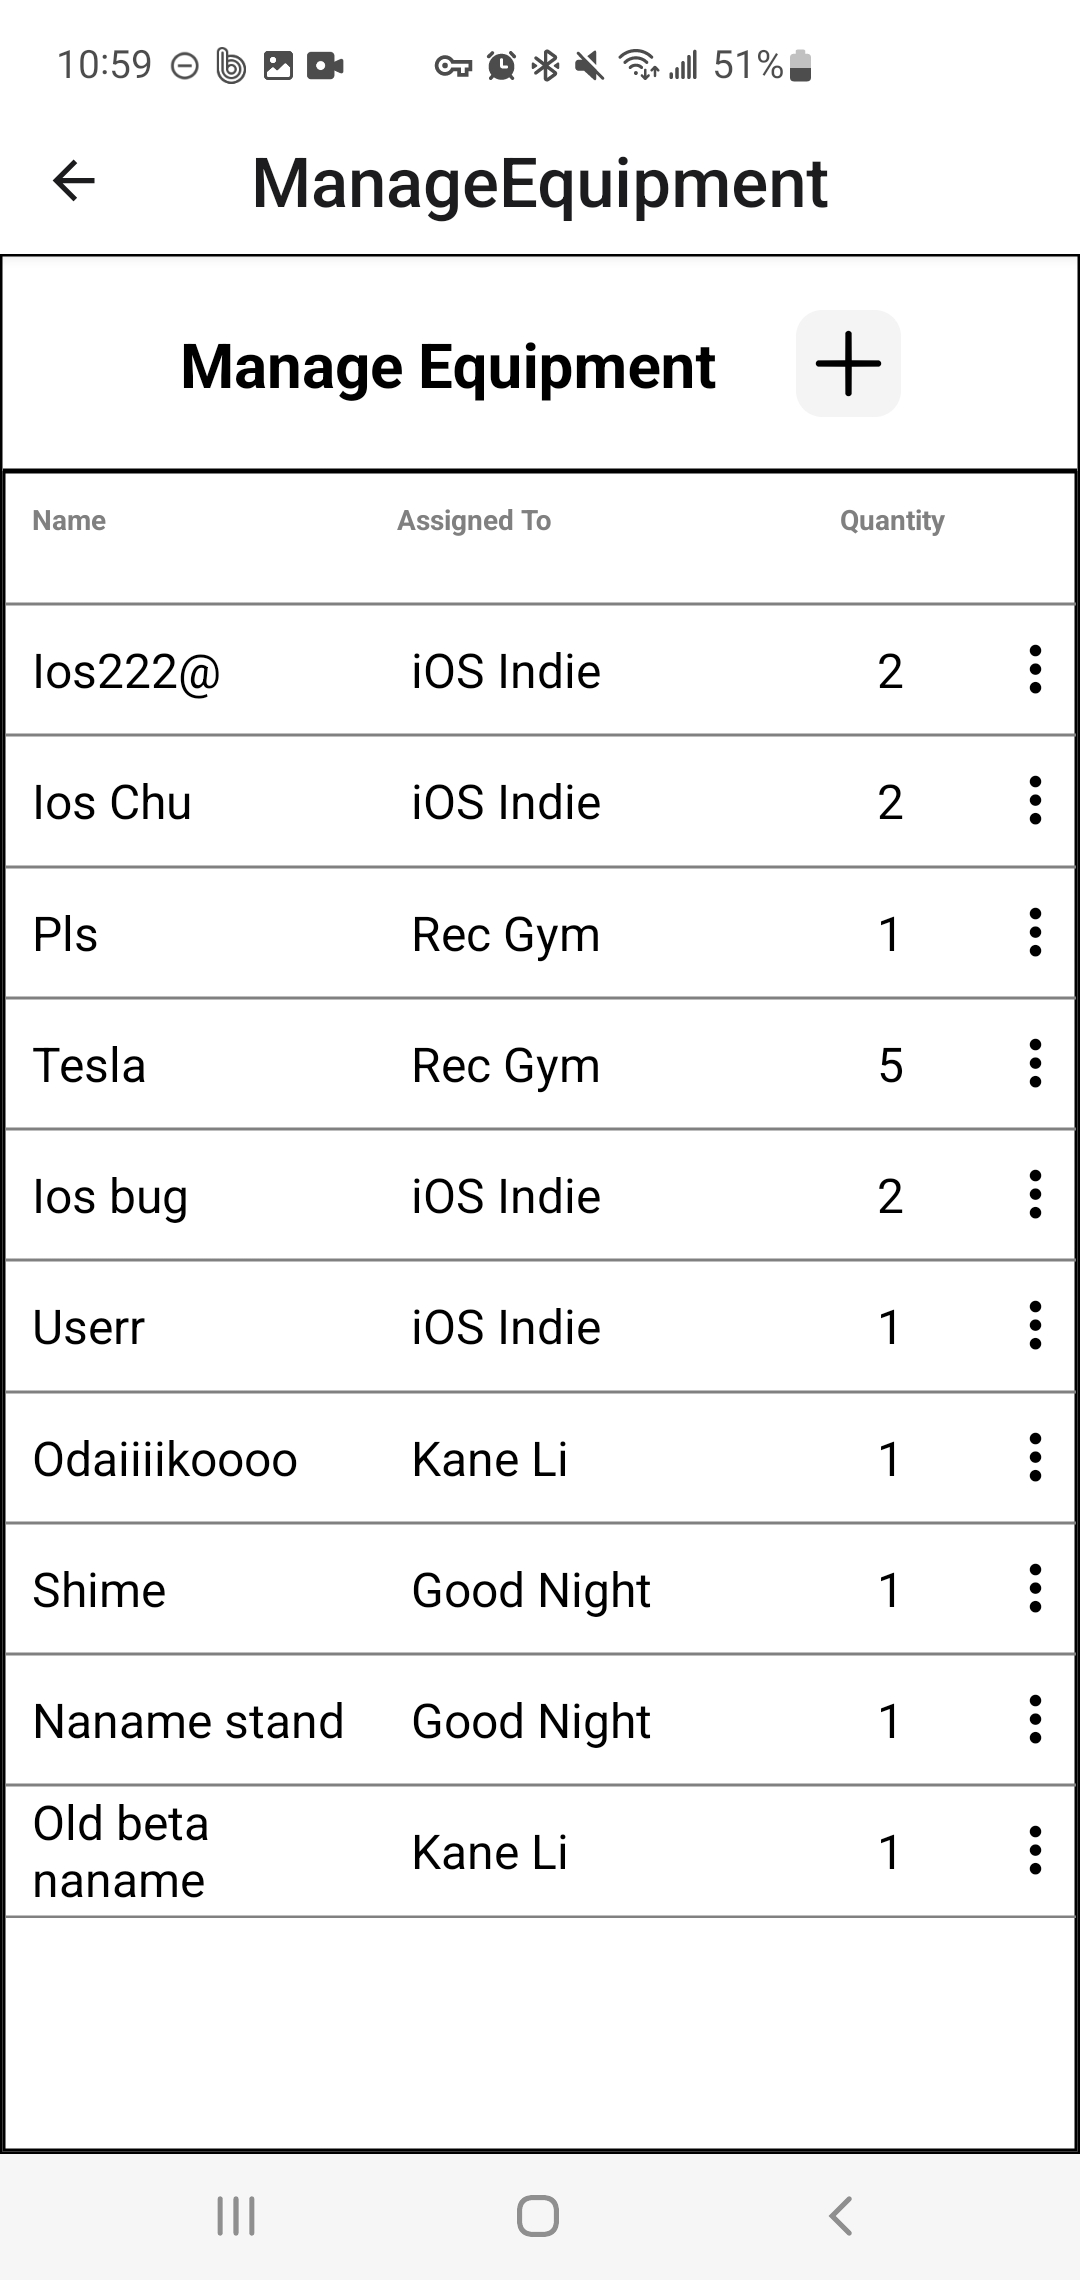 10:59 51%
ManageEquipment
Manage Equipment
Name Assigned To Quantity
Ios222@ iOS Indie 2
Ios Chu iOS Indie 2
Pls Rec Gym 1
Tesla Rec Gym 5
Ios bug iOS Indie 2
Userr iOS Indie 1
Odaiiiikoooo Kane Li 1
Shime Good Night 1
Naname stand Good Night 1
Old beta
naname Kane Li 1